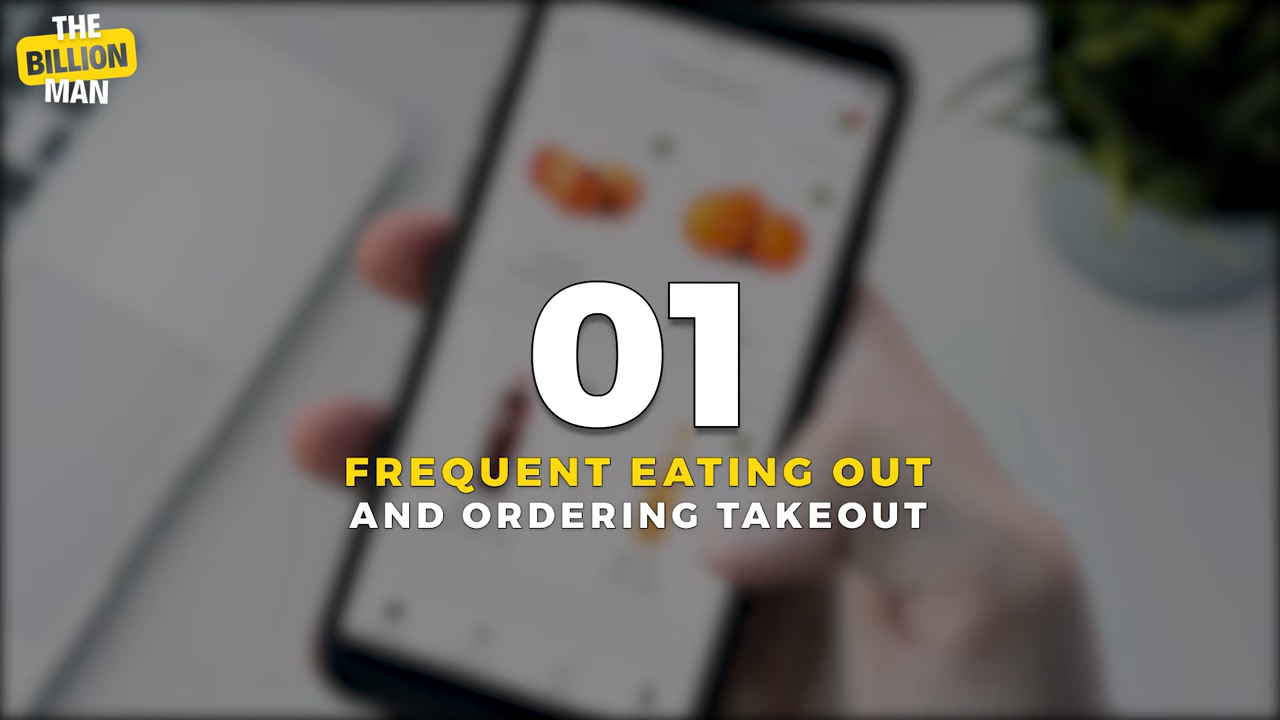 THE
BILLION
MAN
01
FREQUENT EATING OUT
AND ORDERING TAKEOUT